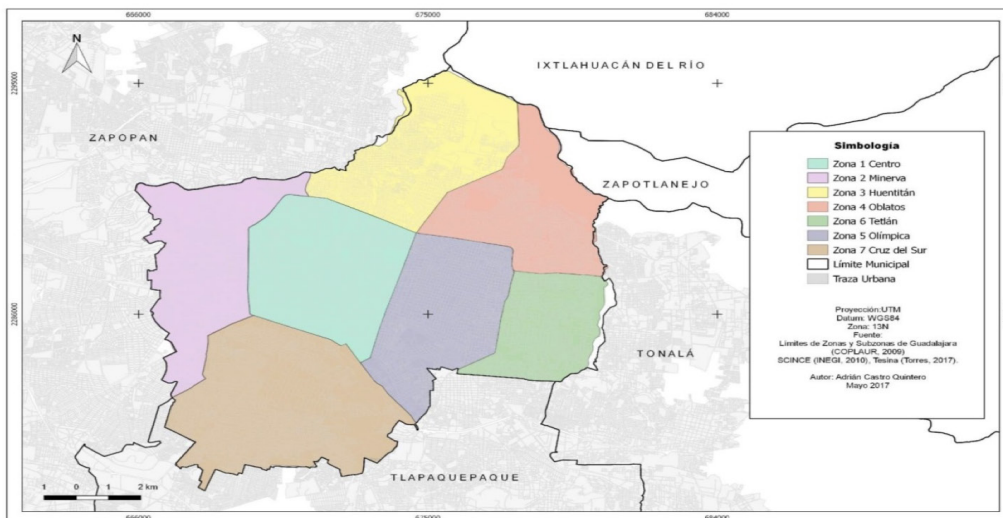 666000 675000 684000
N
IXTLAHUACÁN DEL RÍO
2295000
ZAPOPAN
ZAPOTLANEJO
2286000
TONALÁ
TLAPAQUEPAQUE
1 0 1 2 km
666000 675000 684000
Simbología
Zona 1 Centro
Zona 2 Minerva
Zona 3 Huentitán
Zona 4 Oblatos
Zona 6 Tetlán
Zona 5 Olímpica
Zona 7 Cruz del Sur
Límite Municipal
Traza Urbana
Proyección:UTM
Datum: WGS84
Zona: 13N
Fuente:
Límites de Zonas y Subzonas de Guadalajara
(COPLAUR, 2009)
SCINCE (INEGI, 2010), Tesina (Torres, 2017).
Autor: Adrián Castro Quintero
Mayo 2017